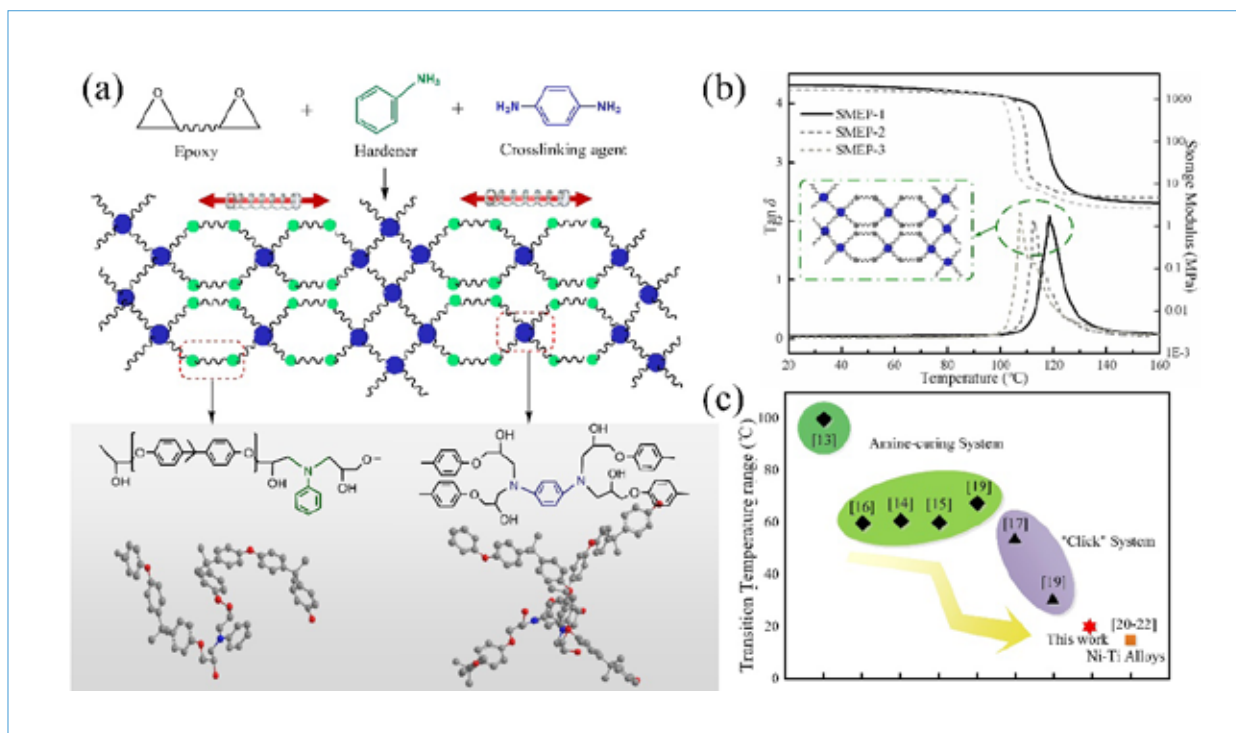 (a)
O
O
NH₃
H₂N
NH₂
+
+
Epoxy
Hardener
Crosslinking agent
OH
O
O
O
OH
N
OH
O
OH
OH
O
O
N
N
O
O
OH
OH
(b)
4
3
2
1
0
Tan δ
SMEP-1
SMEP-2
SMEP-3
1000
100
10
1
0.1
0.01
1E-3
Storage Modulus (MPa)
20
40
60
80
100
120
140
160
Temperature (℃)
(c)
Transition Temperature range (℃)
100
80
60
40
20
0
[13]
Amine-curing System
[16]
[14]
[15]
[19]
[17]
"Click" System
[19]
This work
[20-22]
Ni-Ti Alloys